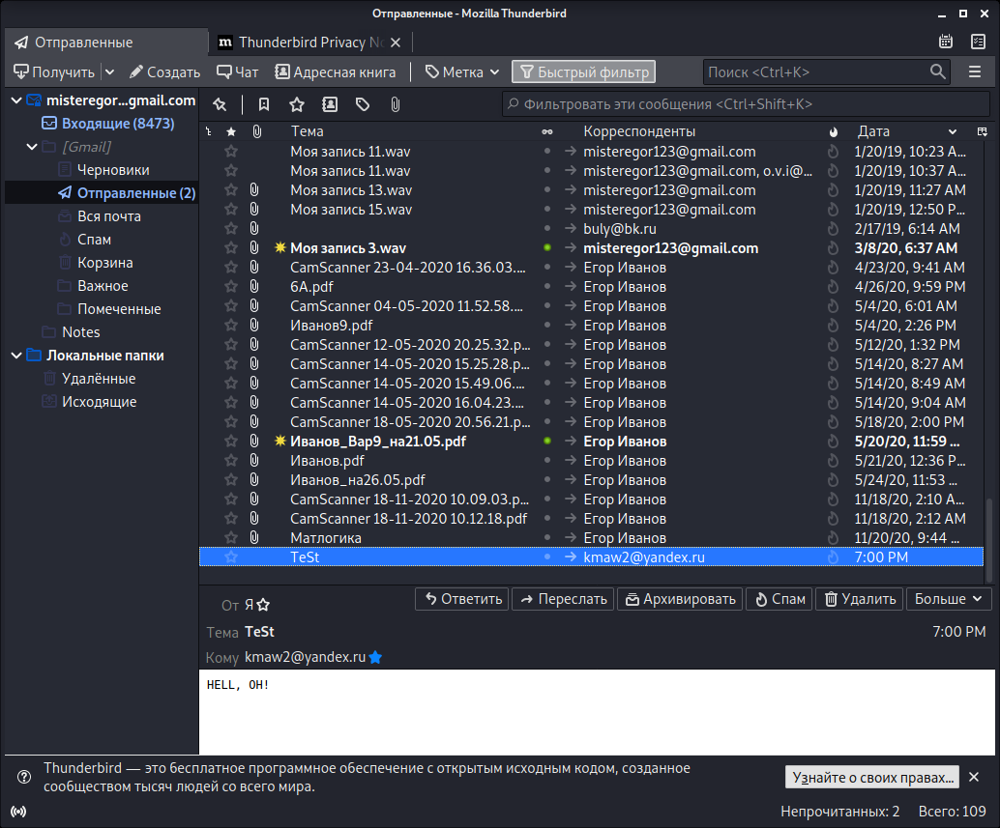 Отправленные - Mozilla Thunderbird
Отправленные
m Thunderbird Privacy No
Получить Создать Чат Адресная книга Метка Быстрый фильтр Поиск <Ctrl+K>
misteregor...gmail.com
Входящие (8473)
[Gmail]
Черновики
Отправленные (2)
Вся почта
Спам
Корзина
Важное
Помеченные
Notes
Локальные папки
Удалённые
Исходящие
Фильтровать эти сообщения <Ctrl+Shift+K>
Тема Корреспонденты Дата
Моя запись 11.wav misteregor123@gmail.com 1/20/19, 10:23 A...
Моя запись 11.wav misteregor123@gmail.com, o.v.i@... 1/20/19, 10:37 A...
Моя запись 13.wav misteregor123@gmail.com 1/20/19, 11:27 AM
Моя запись 15.wav misteregor123@gmail.com 1/20/19, 12:50 P...
buly@bk.ru 2/17/19, 6:14 AM
Моя запись 3.wav misteregor123@gmail.com 3/8/20, 6:37 AM
CamScanner 23-04-2020 16.36.03.... Егор Иванов 4/23/20, 9:41 AM
6A.pdf Егор Иванов 4/26/20, 9:59 PM
CamScanner 04-05-2020 11.52.58.... Егор Иванов 5/4/20, 6:01 AM
Иванов9.pdf Егор Иванов 5/4/20, 2:26 PM
CamScanner 12-05-2020 20.25.32.p... Егор Иванов 5/12/20, 1:32 PM
CamScanner 14-05-2020 15.25.28.p... Егор Иванов 5/14/20, 8:27 AM
CamScanner 14-05-2020 15.49.06.... Егор Иванов 5/14/20, 8:49 AM
CamScanner 14-05-2020 16.04.23.... Егор Иванов 5/14/20, 9:04 AM
CamScanner 18-05-2020 20.56.21.p... Егор Иванов 5/18/20, 2:00 PM
Иванов_Вар9_на21.05.pdf Егор Иванов 5/20/20, 11:59 ...
Иванов.pdf Егор Иванов 5/21/20, 12:36 P...
Иванов_на26.05.pdf Егор Иванов 5/24/20, 11:53 ...
CamScanner 18-11-2020 10.09.03.p... Егор Иванов 11/18/20, 2:10 A...
CamScanner 18-11-2020 10.12.18.pdf Егор Иванов 11/18/20, 2:12 AM
Матлогика Егор Иванов 11/20/20, 9:44 ...
TeSt kmaw2@yandex.ru 7:00 PM
От Я Ответить Переслать Архивировать Спам Удалить Больше
Тема TeSt 7:00 PM
Кому kmaw2@yandex.ru
HELL, OH!
Thunderbird — это бесплатное программное обеспечение с открытым исходным кодом, созданное
сообществом тысяч людей со всего мира.
Узнайте о своих правах...
Непрочитанных: 2 Всего: 109